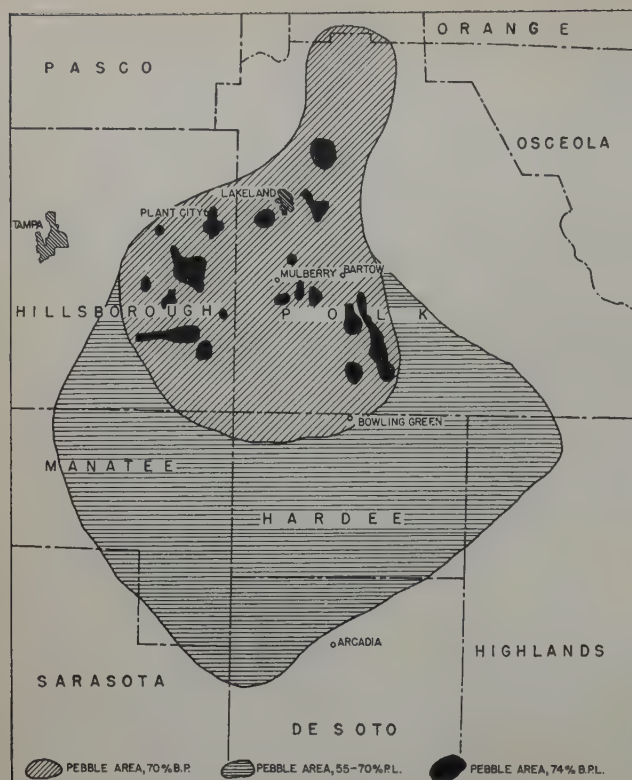 ORANGE
PASCO
OSCEOLA
LAKELAND
PLANT CITY
TAMPA
MULBERRY
BARTOW
HILLSBOROUGH
POLK
BOWLING GREEN
MANATEE
HARDEE
ARCADIA
HIGHLANDS
SARASOTA
DE SOTO
PEBBLE AREA, 70% B.P. PEBBLE AREA, 55-70% P.L. PEBBLE AREA, 74% B.P.L.